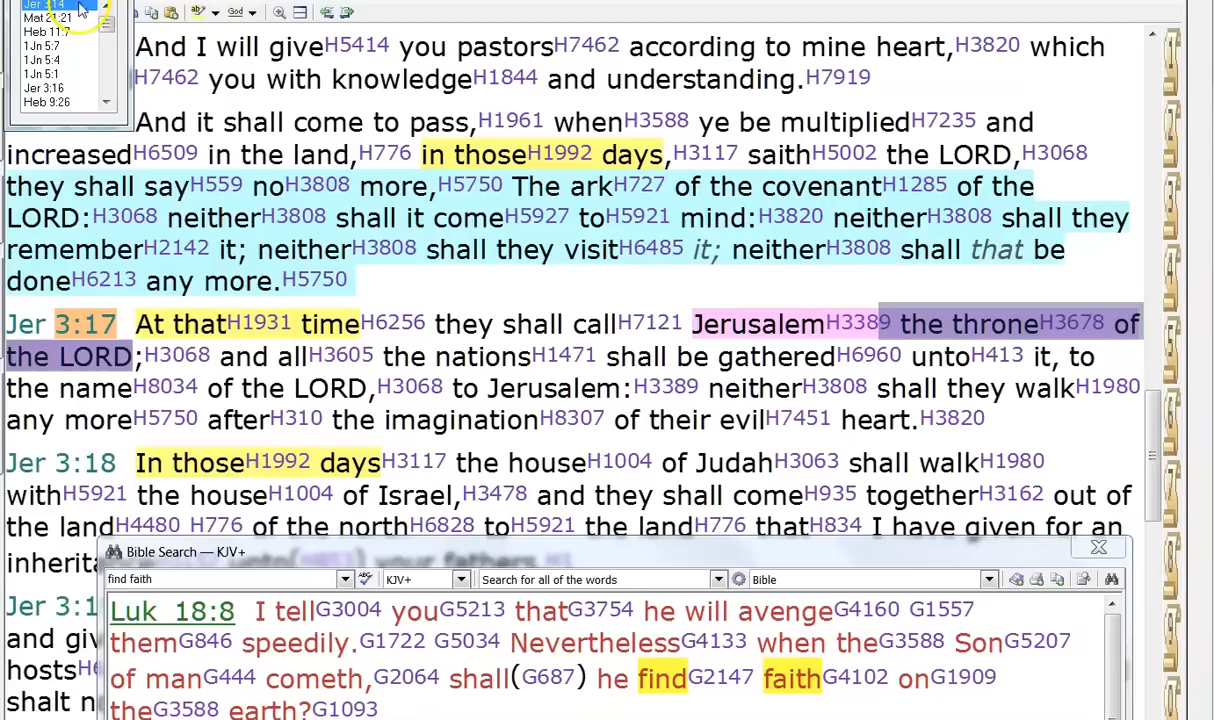 Jer 3:14
Mat 21:21
Heb 11:7
1Jn 5:7
1Jn 5:4
1Jn 5:1
Jer 3:16
Heb 9:26
God
And I will giveH5414 you pastorsH7462 according to mine heart,H3820 which
H7462 you with knowledgeH1844 and understanding.H7919
And it shall come to pass,H1961 whenH3588 ye be multipliedH7235 and
increasedH6509 in the land,H776 in thoseH1992 days,H3117 saithH5002 the LORD,H3068
they shall sayH559 noH3808 more,H5750 The arkH727 of the covenantH1285 of the
LORD:H3068 neitherH3808 shall it comeH5927 toH5921 mind:H3820 neitherH3808 shall they
rememberH2142 it; neitherH3808 shall they visitH6485 it; neitherH3808 shall that be
doneH6213 any more.H5750
Jer 3:17 At thatH1931 timeH6256 they shall callH7121 JerusalemH3389 the throneH3678 of
the LORD;H3068 and allH3605 the nationsH1471 shall be gatheredH6960 untoH413 it, to
the nameH8034 of the LORD,H3068 to Jerusalem:H3389 neitherH3808 shall they walkH1980
any moreH5750 afterH310 the imaginationH8307 of their evilH7451 heart.H3820
Jer 3:18 In thoseH1992 daysH3117 the houseH1004 of JudahH3063 shall walkH1980
withH5921 the houseH1004 of Israel,H3478 and they shall comeH935 togetherH3162 out of
the landH4480 H776 of the northH6828 toH5921 the landH776 thatH834 I have given for an
inherita
Jer 3:1
and giv
hosts
shalt n
Bible Search — KJV+
find faith KJV+ Search for all of the words Bible
Luk 18:8 I tellG3004 youG5213 thatG3754 he will avengeG4160 G1557
themG846 speedily.G1722 G5034 NeverthelessG4133 when theG3588 SonG5207
of manG444 cometh,G2064 shall(G687) he findG2147 faithG4102 onG1909
theG3588 earth?G1093